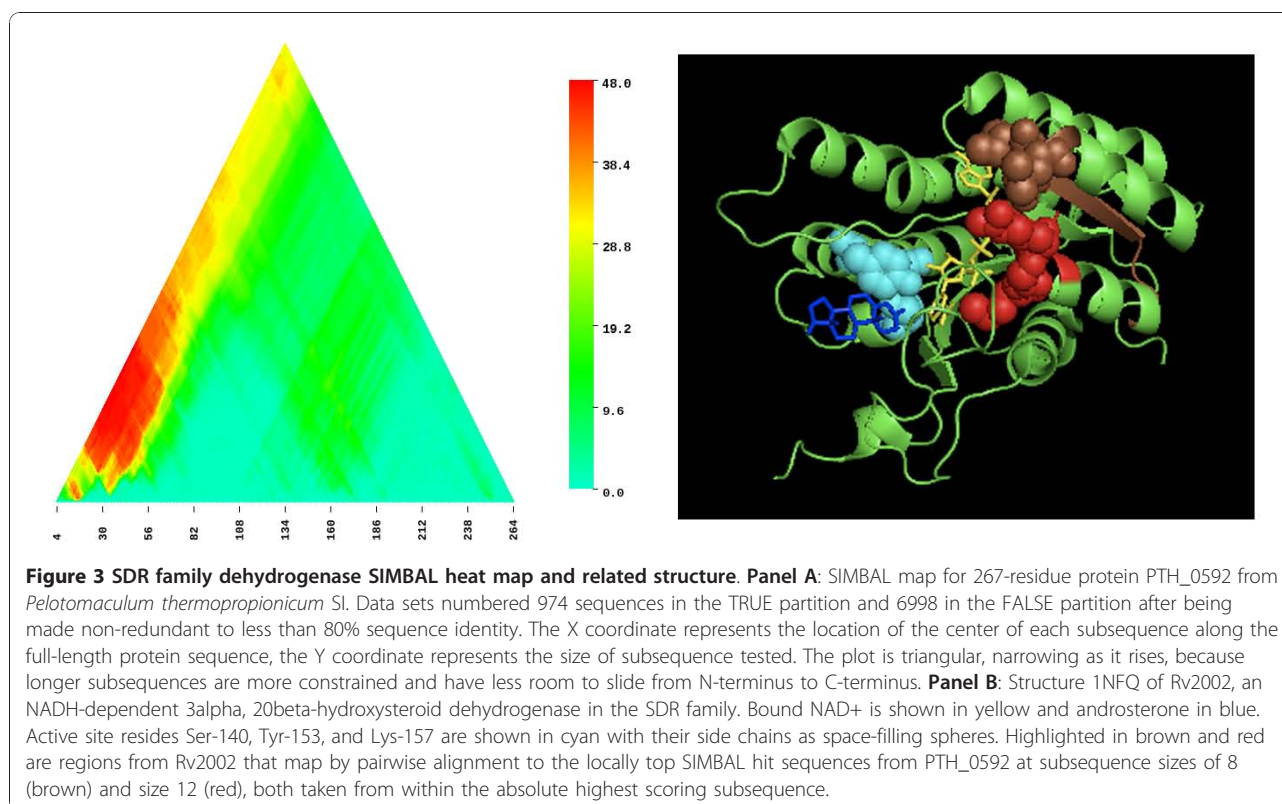 48.0
38.4
28.8
19.2
9.6
0.0
4
30
56
82
108
134
160
186
212
238
264
Figure 3 SDR family dehydrogenase SIMBAL heat map and related structure. Panel A: SIMBAL map for 267-residue protein PTH_0592 from
Pelotomaculum thermopropionicum SI. Data sets numbered 974 sequences in the TRUE partition and 6998 in the FALSE partition after being
made non-redundant to less than 80% sequence identity. The X coordinate represents the location of the center of each subsequence along the
full-length protein sequence, the Y coordinate represents the size of subsequence tested. The plot is triangular, narrowing as it rises, because
longer subsequences are more constrained and have less room to slide from N-terminus to C-terminus. Panel B: Structure 1NFQ of Rv2002, an
NADH-dependent 3alpha, 20beta-hydroxysteroid dehydrogenase in the SDR family. Bound NAD+ is shown in yellow and androsterone in blue.
Active site resides Ser-140, Tyr-153, and Lys-157 are shown in cyan with their side chains as space-filling spheres. Highlighted in brown and red
are regions from Rv2002 that map by pairwise alignment to the locally top SIMBAL hit sequences from PTH_0592 at subsequence sizes of 8
(brown) and size 12 (red), both taken from within the absolute highest scoring subsequence.